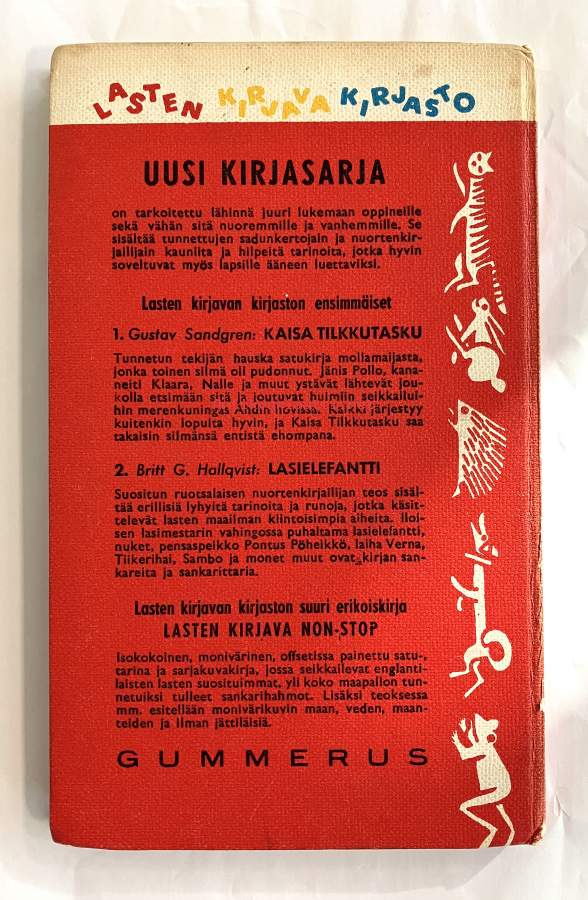 LASTEN KIRJAVA KIRJASTO
UUSI KIRJASARJA
on tarkoitettu lähinnä juuri lukemaan oppineille
sekä vähän sitä nuoremmille ja vanhemmille. Se
sisältää tunnettujen sadunkertojain ja nuortenkir-
jailijain kauniita ja hilpeitä tarinoita, jotka hyvin
soveltuvat myös lapsille ääneen luettaviksi.
Lasten kirjavan kirjaston ensimmäiset
1. Gustav Sandgren: KAISA TILKKUTASKU
Tunnetun tekijän hauska satukirja mollamaijasta,
jonka toinen silmä oli pudonnut. Jänis Pollo, kana-
neiti Klaara, Nalle ja muut ystävät lähtevät jou-
kolla etsimään sitä ja joutuvat huimiin seikkailui-
hin merenkuningas Ahdin hovissa. Kaikki järjestyy
kuitenkin lopulta hyvin, ja Kaisa Tilkkutasku saa
takaisin silmänsä entistä ehompana.
2. Britt G. Hallqvist: LASIELEFANTTI
Suositun ruotsalaisen nuortenkirjailijan teos sisäl-
tää erillisiä lyhyitä tarinoita ja runoja, jotka käsit-
televät lasten maailman kiintoisimpia aiheita. Iloi-
sen lasimestarin vahingossa puhaltama lasielefantti,
nuket, pensaspeikko Pontus Pöheikkö, laiha Verna,
Tiikerihai, Sambo ja monet muut ovat kirjan san-
kareita ja sankarittaria.
Lasten kirjavan kirjaston suuri erikoiskirja
LASTEN KIRJAVA NON-STOP
Isokokoinen, monivärinen, offsetissa painettu satu-,
tarina ja sarjakuvakirja, jossa seikkailevat englanti-
laisten lasten suosituimmat, yli koko maapallon tun-
netuiksi tulleet sankarihahmot. Lisäksi teoksessa
mm. esitellään monivärikuvin maan, veden, maan-
teiden ja ilman jättiläisiä.
GUMMERUS